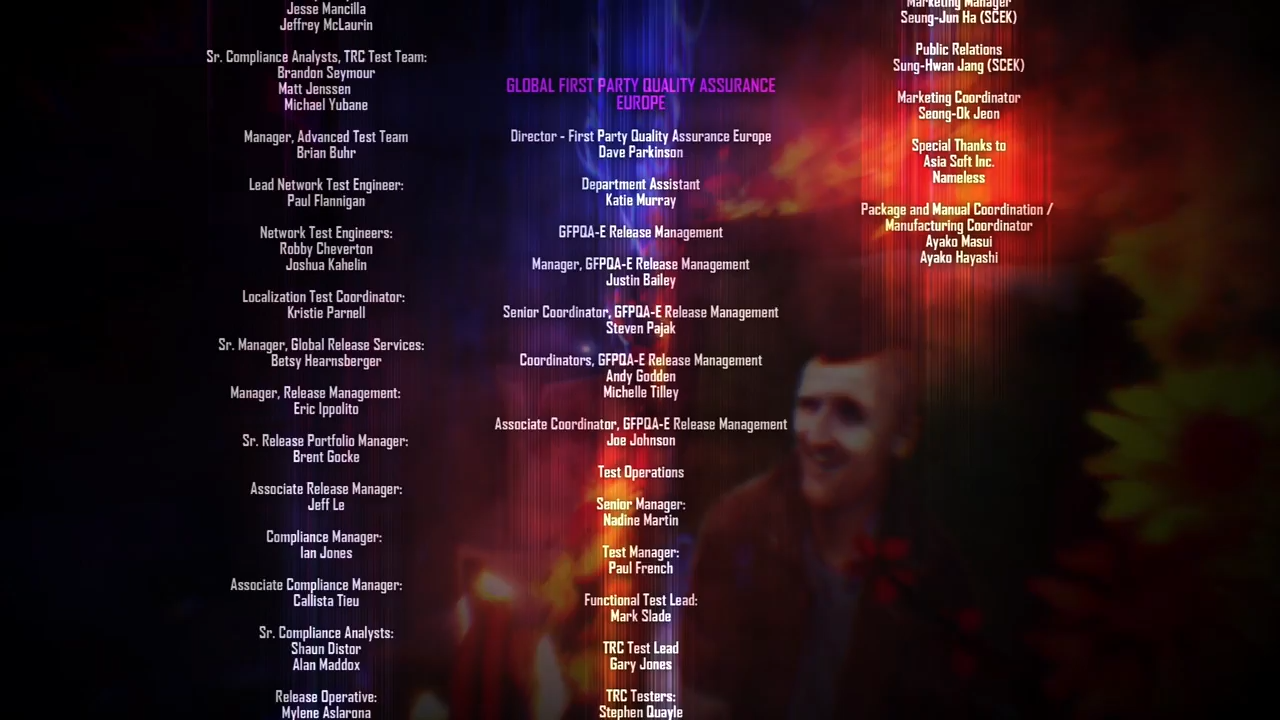 Jesse Mancilla
Jeffrey McLaurin
Sr. Compliance Analysts, TRC Test Team:
Brandon Seymour
Matt Jenssen
Michael Yubane
Manager, Advanced Test Team
Brian Buhr
Lead Network Test Engineer:
Paul Flannigan
Network Test Engineers:
Robby Cheverton
Joshua Kahelin
Localization Test Coordinator:
Kristie Parnell
Sr. Manager, Global Release Services:
Betsy Hearnsberger
Manager, Release Management:
Eric Ippolito
Sr. Release Portfolio Manager:
Brent Gocke
Associate Release Manager:
Jeff Le
Compliance Manager:
Ian Jones
Associate Compliance Manager:
Callista Tieu
Sr. Compliance Analysts:
Shaun Distor
Alan Maddox
Release Operative:
Mylene Aslarona
GLOBAL FIRST PARTY QUALITY ASSURANCE
EUROPE
Director - First Party Quality Assurance Europe
Dave Parkinson
Department Assistant
Katie Murray
GFPQA-E Release Management
Manager, GFPQA-E Release Management
Justin Bailey
Senior Coordinator, GFPQA-E Release Management
Steven Pajak
Coordinators, GFPQA-E Release Management
Andy Godden
Michelle Tilley
Associate Coordinator, GFPQA-E Release Management
Joe Johnson
Test Operations
Senior Manager:
Nadine Martin
Test Manager:
Paul French
Functional Test Lead:
Mark Slade
TRC Test Lead
Gary Jones
TRC Testers:
Stephen Quayle
Marketing Manager
Seung-Jun Ha (SCEK)
Public Relations
Sung-Hwan Jang (SCEK)
Marketing Coordinator
Seong-Ok Jeon
Special Thanks to
Asia Soft Inc.
Nameless
Package and Manual Coordination /
Manufacturing Coordinator
Ayako Masui
Ayako Hayashi